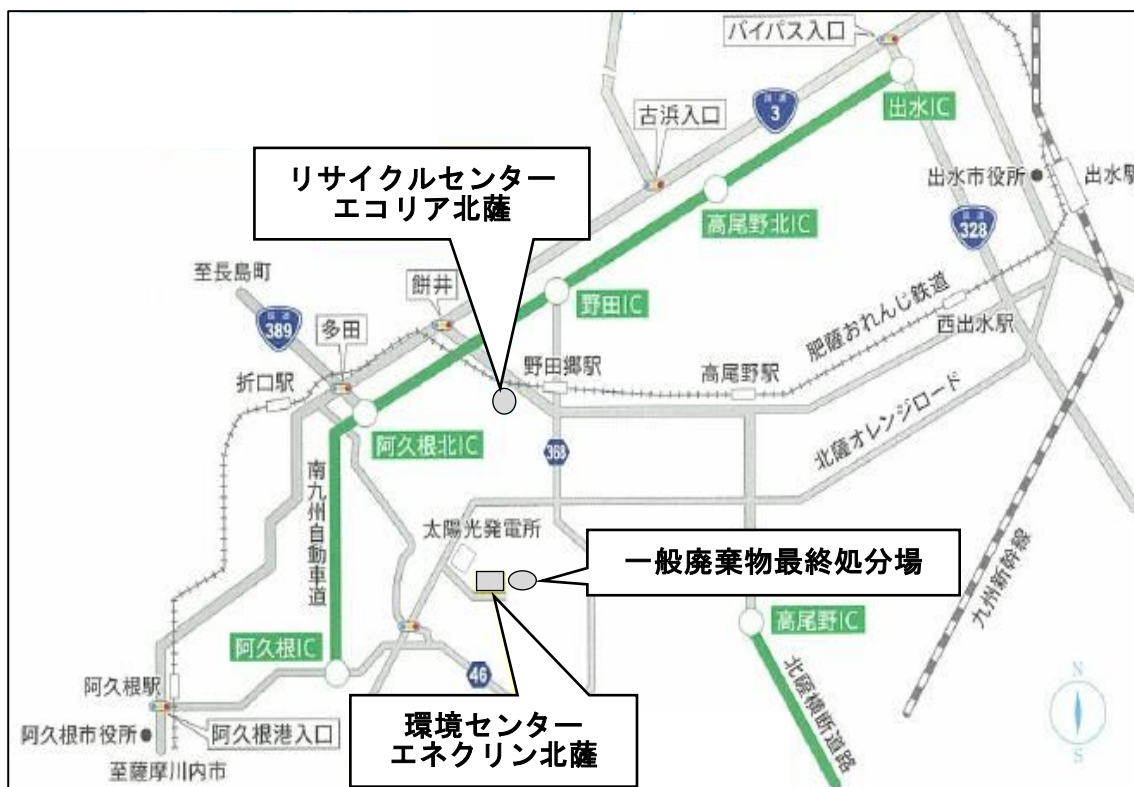 バイパス入口
出水IC
国道
3
古浜入口
出水市役所
出水駅
リサイクルセンター
エコリア北薩
高尾野北IC
国道
328
至長島町
餅井
野田IC
国道
389
多田
肥薩おれんじ鉄道
西出水駅
折口駅
野田郷駅
高尾野駅
阿久根北IC
368
北薩オレンジロード
南九州自動車道
太陽光発電所
一般廃棄物最終処分場
九州新幹線
高尾野IC
阿久根IC
46
北薩横断道路
N
阿久根駅
環境センター
エネクリン北薩
阿久根市役所
阿久根港入口
S
至薩摩川内市